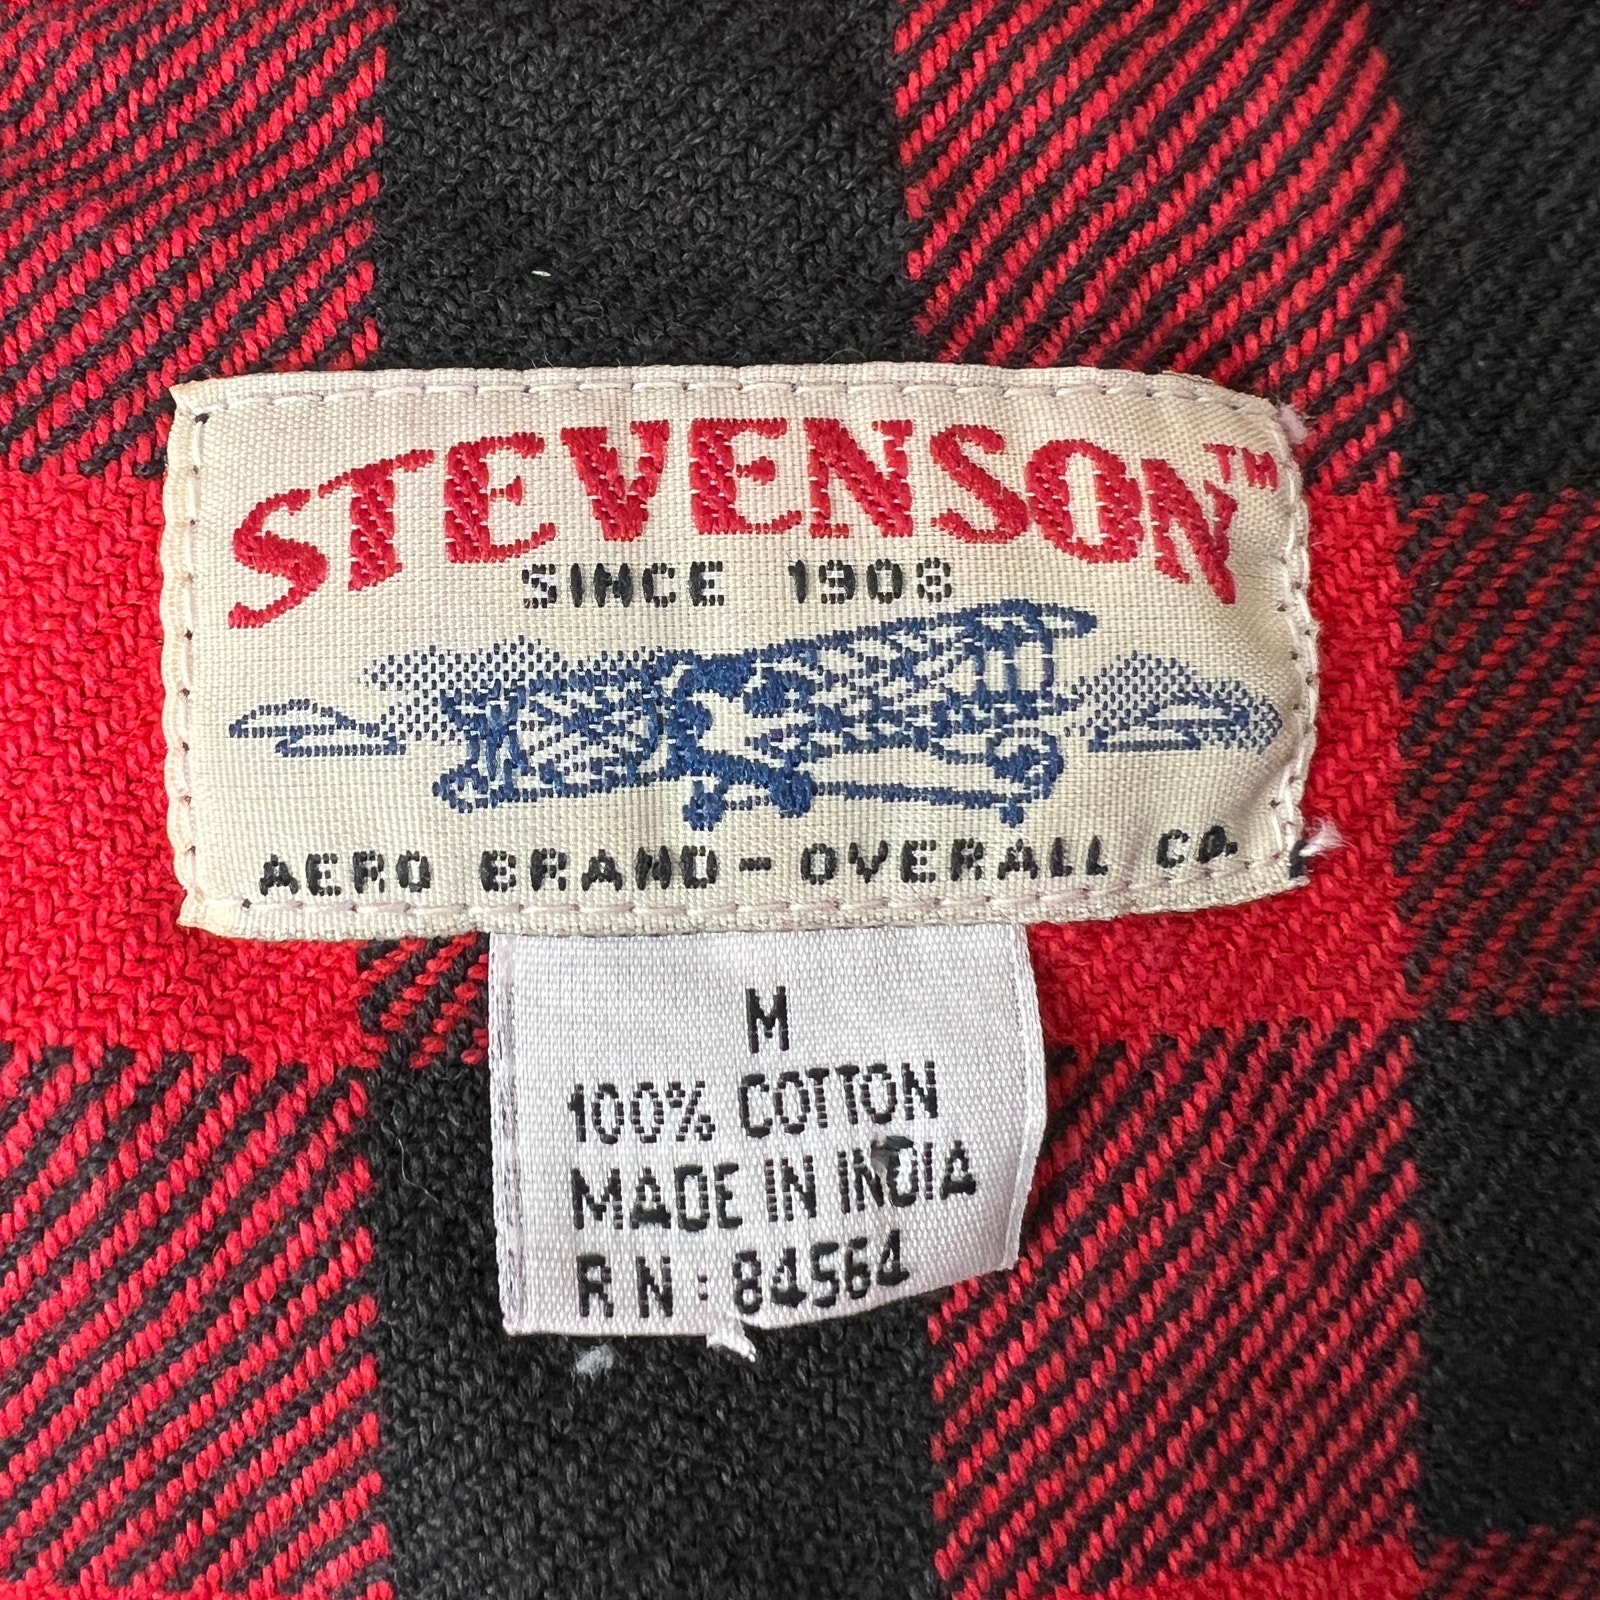 STEVENSON™
SINCE 1908
AERO BRAND-OVERALL CO.
M
100% COTTON
MADE IN INDIA
RN: 84564